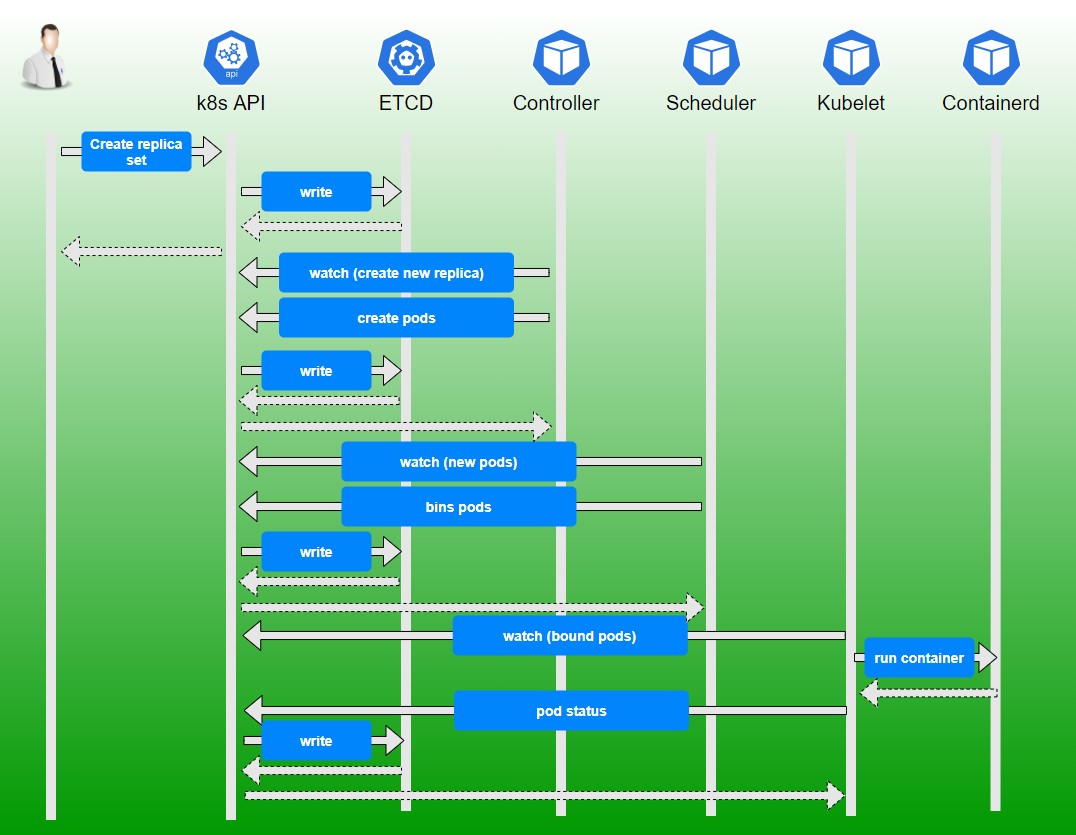 api
k8s API
ETCD
Controller
Scheduler
Kubelet
Containerd
Create replica
set
write
watch (create new replica)
create pods
write
watch (new pods)
bins pods
write
watch (bound pods)
run container
pod status
write